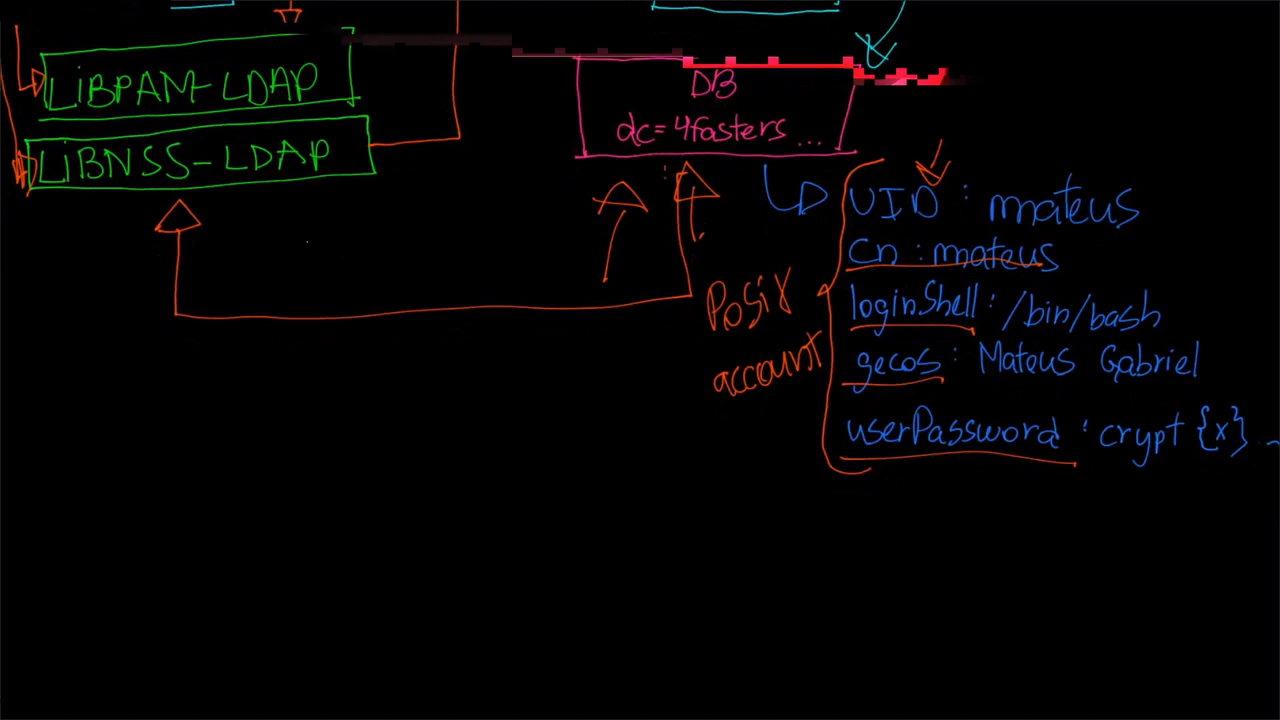 LiBPAM-LDAP
LiBNSS-LDAP
DB
dc=4fasters ...
UID : mateus
Cn : mateus
loginShell : /bin/bash
gecos : Mateus Gabriel
userPassword : crypt {x}
Posix
account